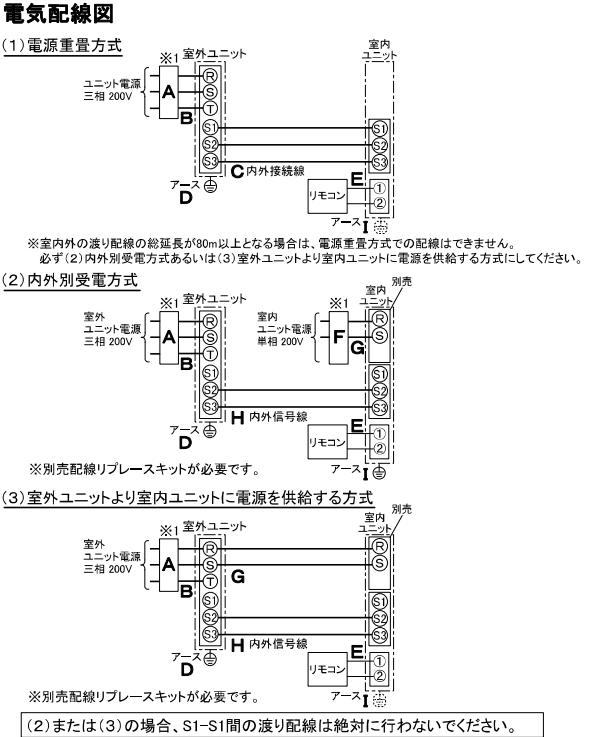 電気配線図
(1)電源重畳方式
※1 室外ユニット
室内
ユニット
ユニット電源
三相 200V
A
B
R
S
T
S1
S2
S3
S1
S2
S3
C 内外接続線
アース
D
リモコン
E
①
②
アース I
※室内外の渡り配線の総延長が80m以上となる場合は、電源重畳方式での配線はできません。
必ず(2)内外別受電方式あるいは(3)室外ユニットより室内ユニットに電源を供給する方式にしてください。
(2)内外別受電方式
※1 室外ユニット
※1
室内
ユニット
別売
室外
ユニット電源
三相 200V
A
B
R
S
T
S1
S2
S3
室内
ユニット電源
単相 200V
F
G
R
S
S1
S2
S3
H 内外信号線
アース
D
リモコン
E
①
②
アース I
※別売配線リプレースキットが必要です。
(3)室外ユニットより室内ユニットに電源を供給する方式
※1 室外ユニット
室内
ユニット
別売
室外
ユニット電源
三相 200V
A
B
R
S
T
S1
S2
S3
G
R
S
S1
S2
S3
H 内外信号線
アース
D
リモコン
E
①
②
アース I
※別売配線リプレースキットが必要です。
(2)または(3)の場合、S1-S1間の渡り配線は絶対に行わないでください。